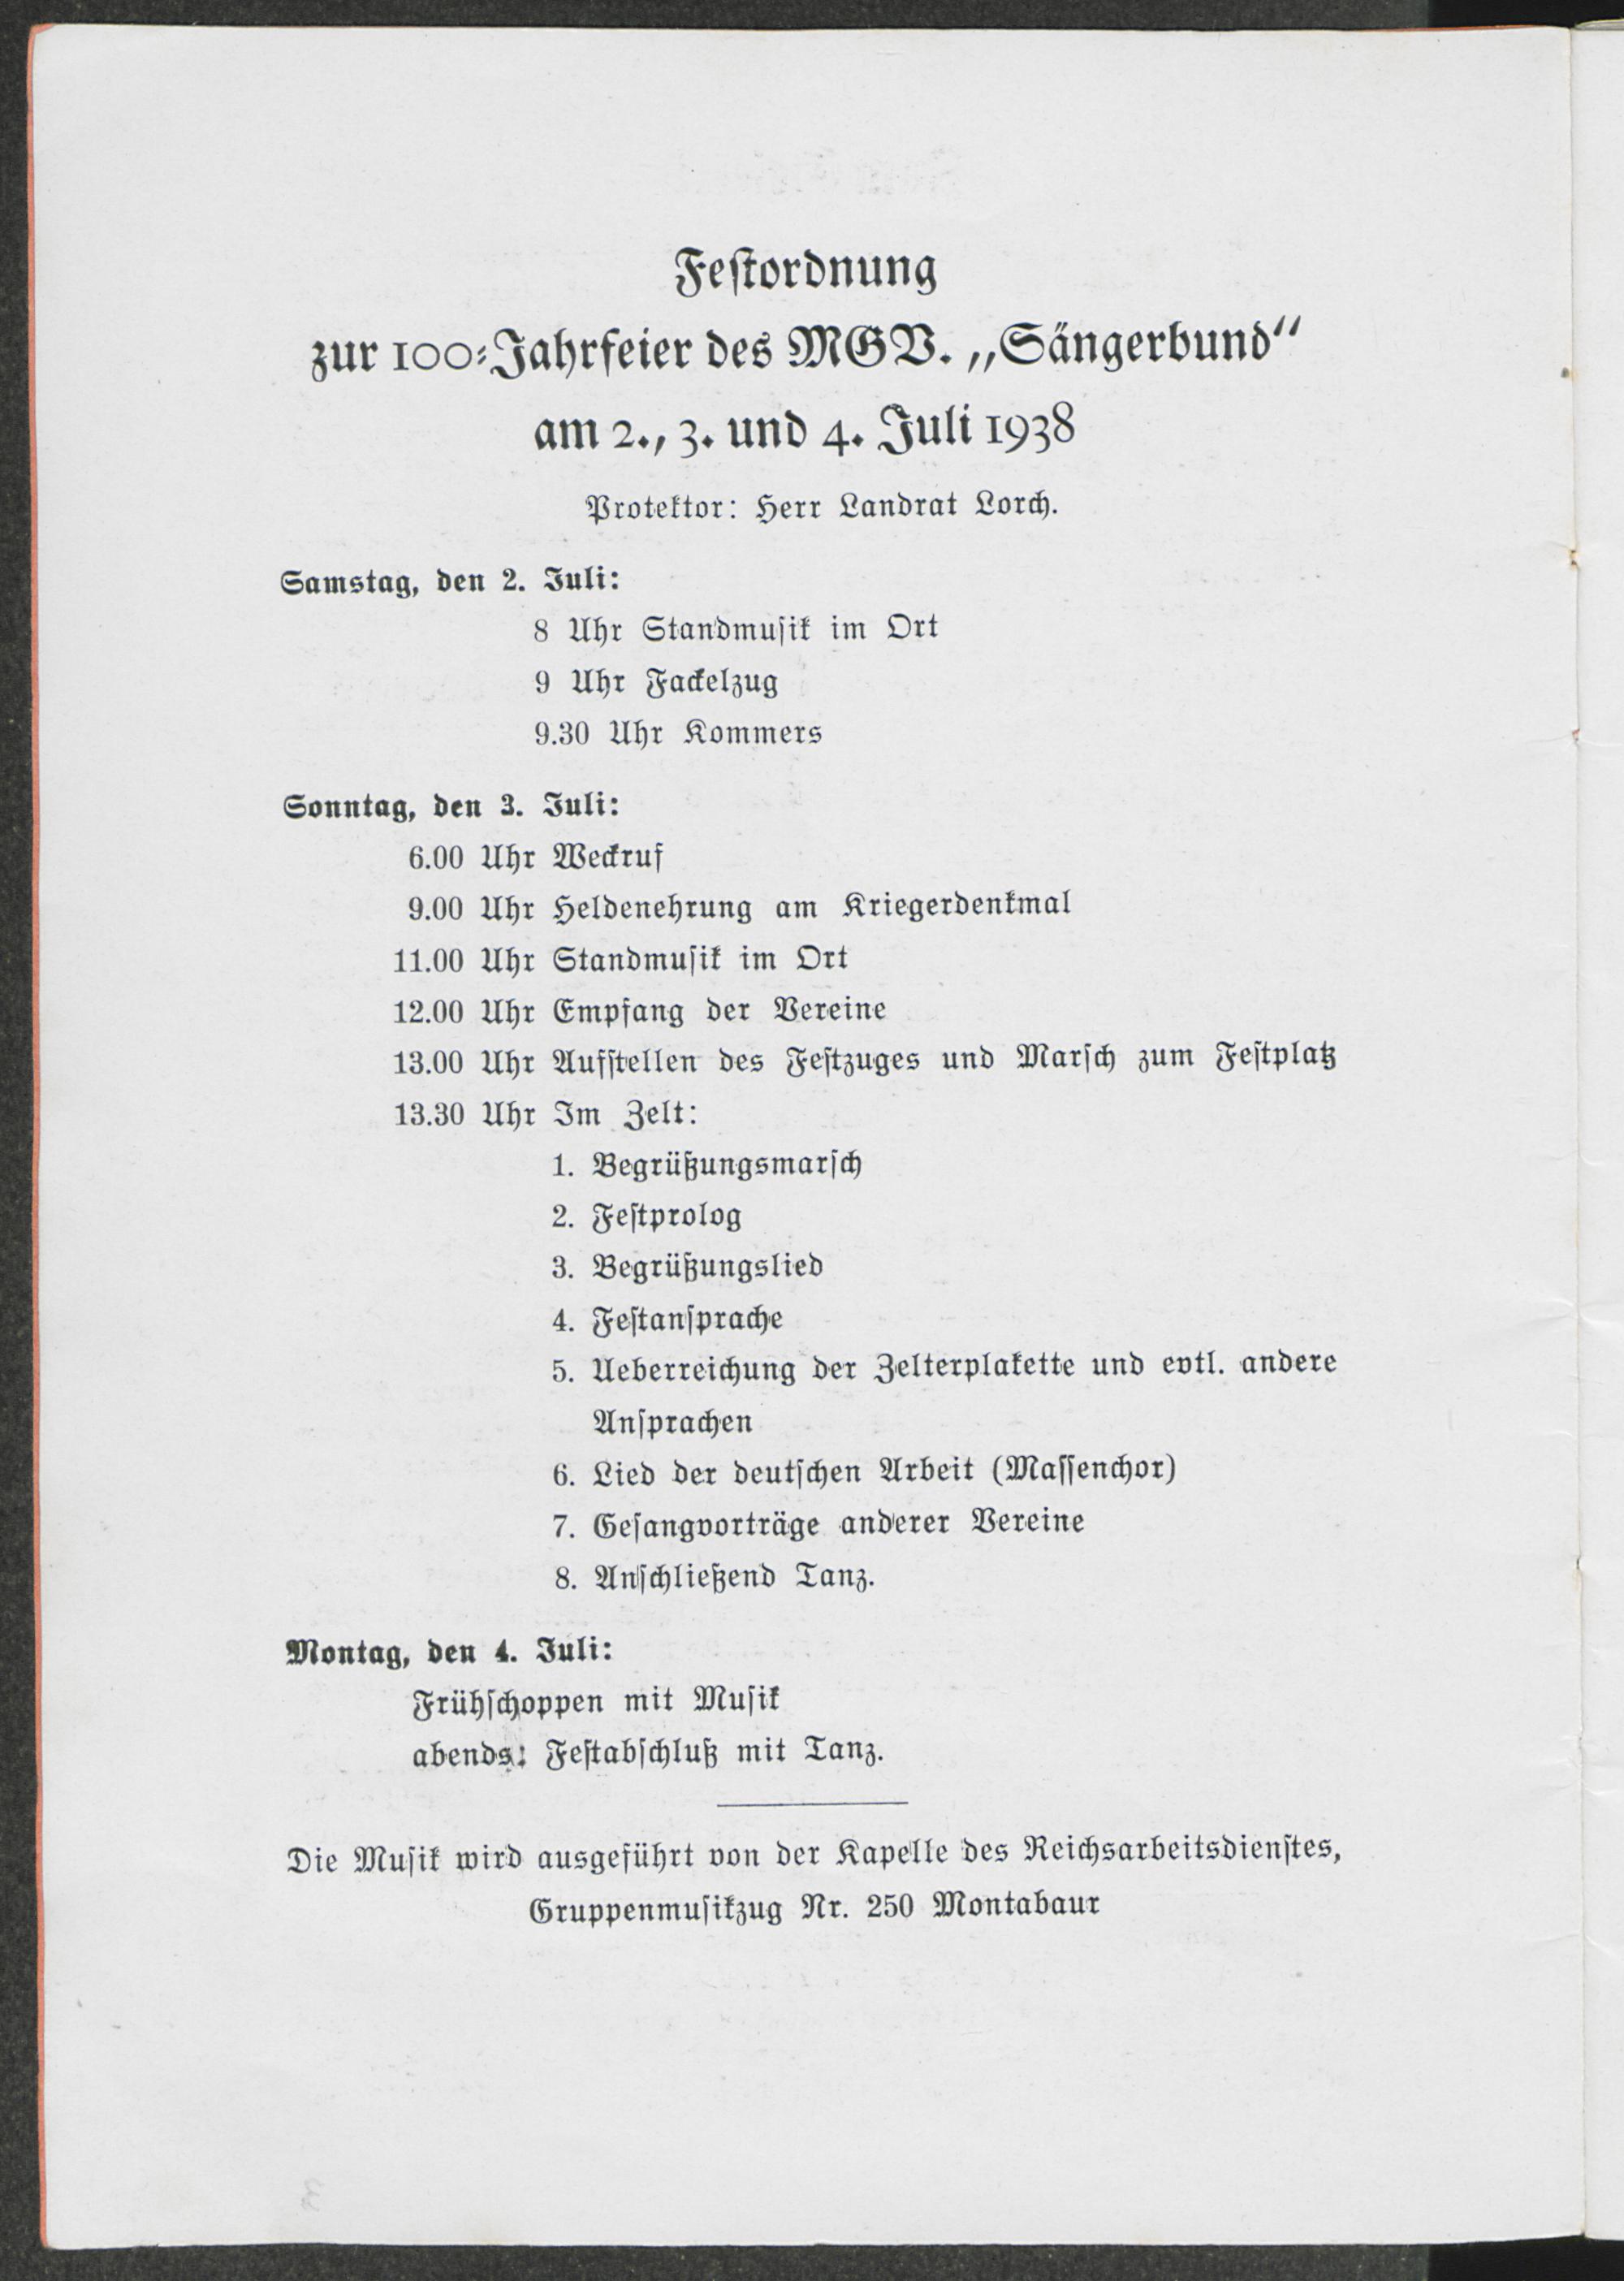 Festordnung
zur 100-Jahrfeier des MGV. „Sängerbund"
am 2., 3. und 4. Juli 1938
Protektor: Herr Landrat Lorch.
Samstag, den 2. Juli:
8 Uhr Standmusik im Ort
9 Uhr Fackelzug
9.30 Uhr Kommers
Sonntag, den 3. Juli:
6.00 Uhr Weckruf
9.00 Uhr Heldenehrung am Kriegerdenkmal
11.00 Uhr Standmusik im Ort
12.00 Uhr Empfang der Vereine
13.00 Uhr Aufstellen des Festzuges und Marsch zum Festplatz
13.30 Uhr Im Zelt:
1. Begrüßungsmarsch
2. Festprolog
3. Begrüßungslied
4. Festansprache
5. Ueberreichung der Zelterplakette und evtl. andere
Ansprachen
6. Lied der deutschen Arbeit (Massenchor)
7. Gesangvorträge anderer Vereine
8. Anschließend Tanz.
Montag, den 4. Juli:
Frühschoppen mit Musik
abends: Festabschluß mit Tanz.
Die Musik wird ausgeführt von der Kapelle des Reichsarbeitsdienstes,
Gruppenmusikzug Nr. 250 Montabaur